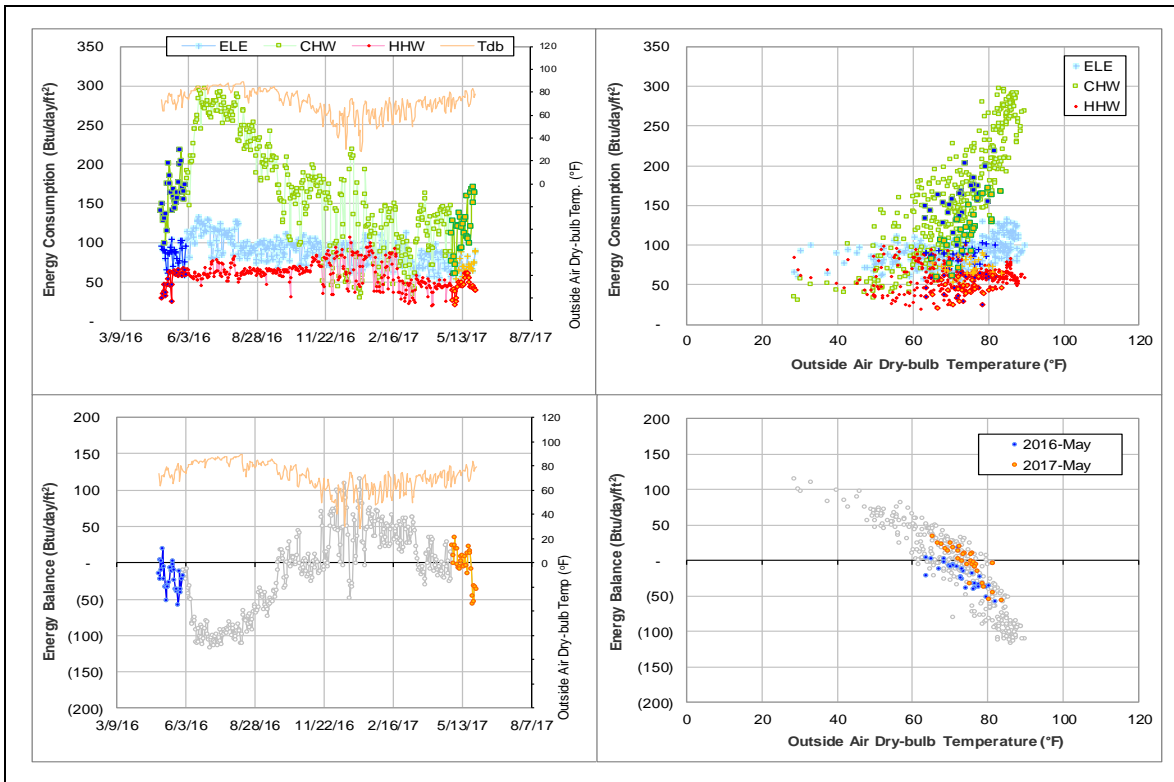 ELE CHW HHW Tdb
Energy Consumption (Btu/day/ft²)
350
300
250
200
150
100
50
-
120
100
80
60
40
20
0
Outside Air Dry-bulb Temp. (°F)
3/9/16 6/3/16 8/28/16 11/22/16 2/16/17 5/13/17 8/7/17
ELE
CHW
HHW
Energy Consumption (Btu/day/ft²)
350
300
250
200
150
100
50
-
0 20 40 60 80 100 120
Outside Air Dry-bulb Temperature (°F)
Energy Balance (Btu/day/ft²)
200
150
100
50
-
(50)
(100)
(150)
(200)
120
100
80
60
40
20
0
Outside Air Dry-bulb Temp (°F)
3/9/16 6/3/16 8/28/16 11/22/16 2/16/17 5/13/17 8/7/17
2016-May
2017-May
Energy Balance (Btu/day/ft²)
200
150
100
50
-
(50)
(100)
(150)
(200)
0 20 40 60 80 100 120
Outside Air Dry-bulb Temperature (°F)